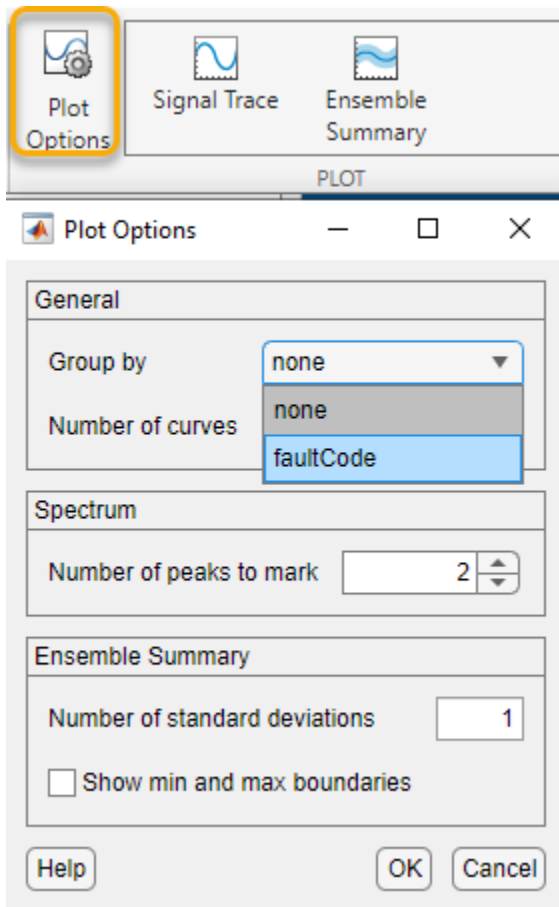 Plot
Options
Signal Trace
Ensemble
Summary
PLOT
Plot Options
General
Group by
none
none
Number of curves
faultCode
Spectrum
Number of peaks to mark
2
Ensemble Summary
Number of standard deviations
1
Show min and max boundaries
Help
OK
Cancel